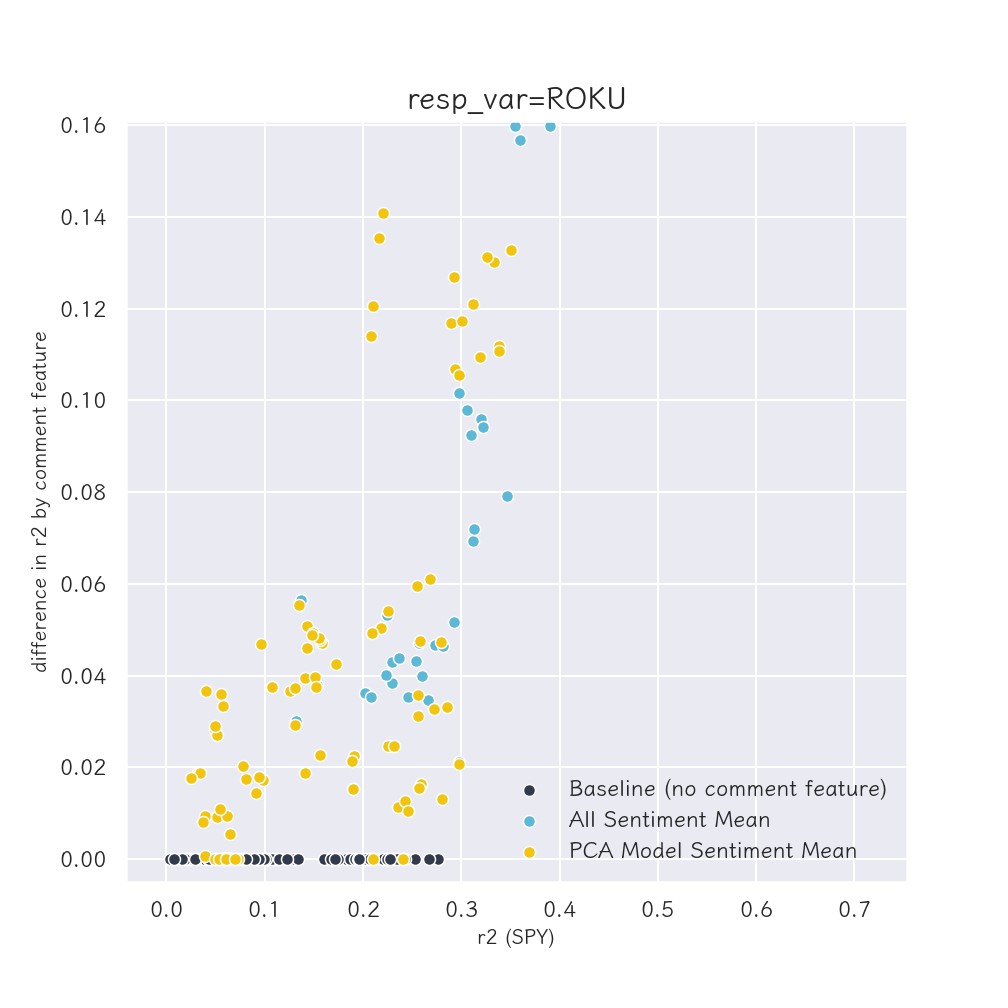 resp_var=ROKU
0.16
0.14
0.12
0.10
0.08
0.06
0.04
0.02
0.00
difference in r2 by comment feature
Baseline (no comment feature)
All Sentiment Mean
PCA Model Sentiment Mean
0.0 0.1 0.2 0.3 0.4 0.5 0.6 0.7
r2 (SPY)